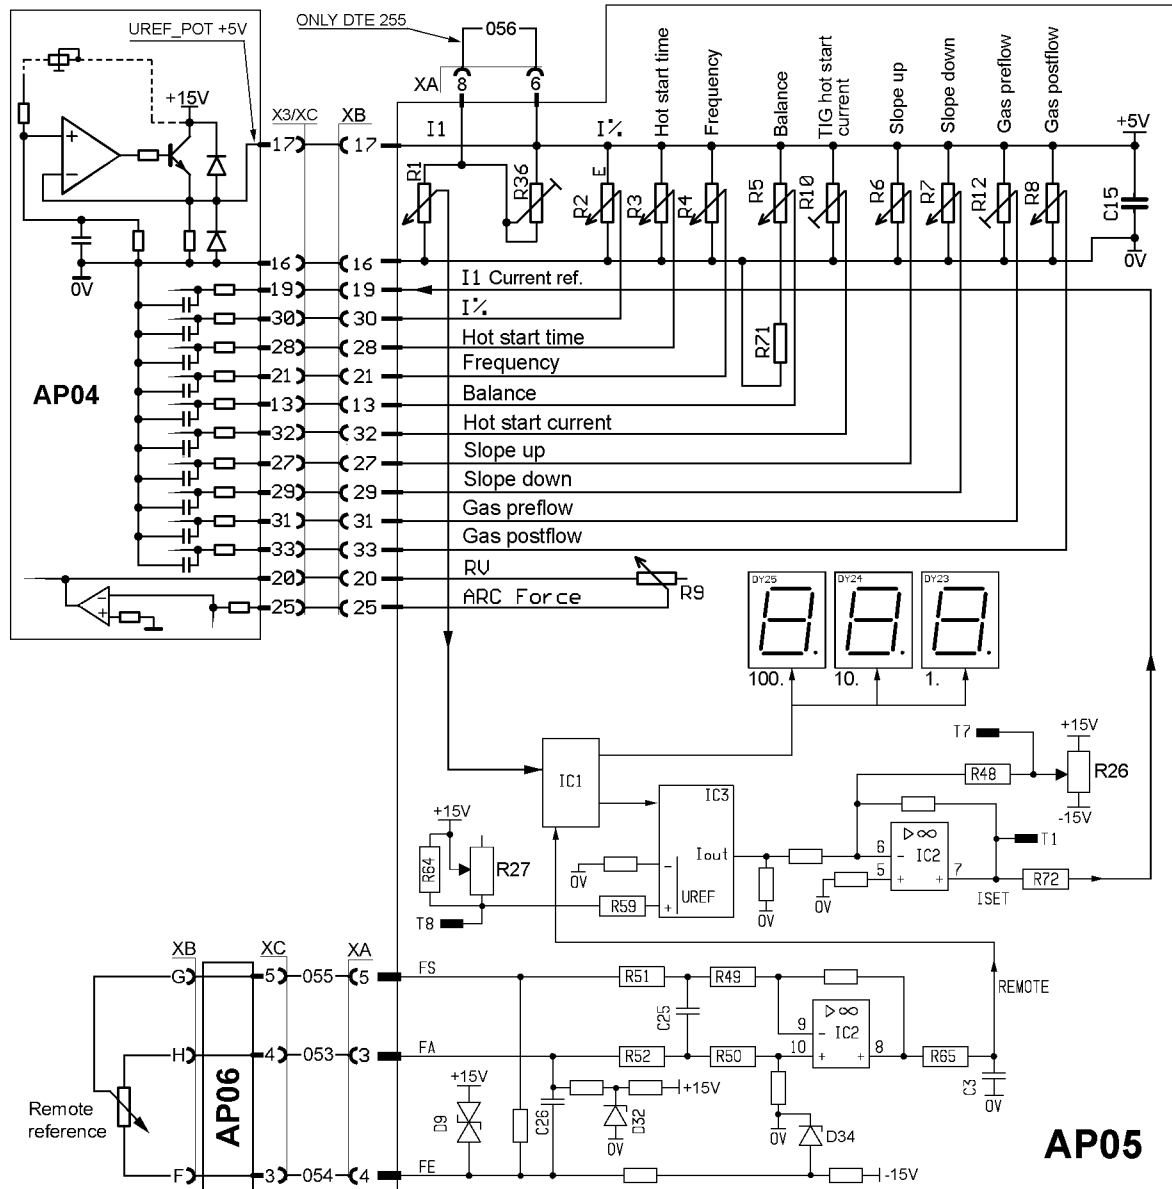 ONLY DTE 255
056
UREF_POT +5V
XA
8
6
+15V
X3/XC
XB
I1
I%
Hot start time
Frequency
Balance
TIG hot start current
Slope up
Slope down
Gas preflow
Gas postflow
+5V
17
17
R1
R36
E
R2
R3
R4
R5
R10
R6
R7
R12
R8
C15
0V
16
16
0V
19
19
I1 Current ref.
30
30
I%
28
28
Hot start time
R71
21
21
Frequency
AP04
13
13
Balance
32
32
Hot start current
27
27
Slope up
29
29
Slope down
31
31
Gas preflow
33
33
Gas postflow
20
20
RV
R9
25
25
ARC Force
DY25
DY24
DY23
8.
8.
8.
100.
10.
1.
T7
+15V
R48
R26
-15V
IC1
IC3
+15V
R64
R27
T8
0V
Iout
UREF
R59
0V
▷∞
IC2
6
5
7
0V
T1
ISET
R72
XB
XC
XA
G
5
055
5
FS
R51
R49
REMOTE
C25
▷∞
IC2
9
10
8
H
4
053
3
FA
R52
R50
R65
C3
0V
Remote reference
AP06
+15V
D9
C26
D32
0V
+15V
0V
D34
F
3
054
4
FE
-15V
AP05